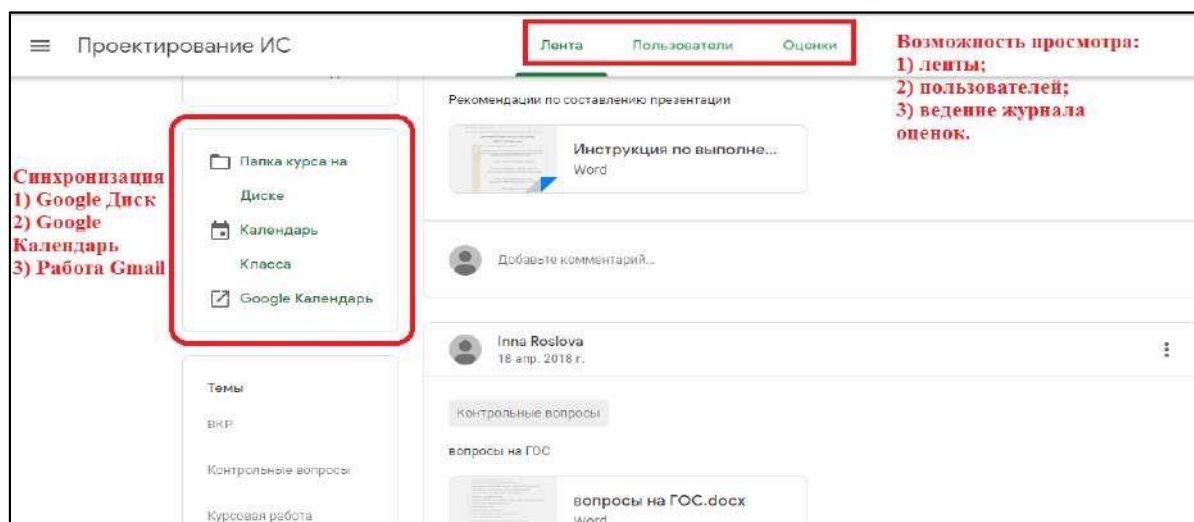 Проектирование ИС
Лента Пользователи Оценки
Возможность просмотра:
1) ленты;
2) пользователей;
3) ведение журнала
оценок.
Синхронизация
1) Google Диск
2) Google
Календарь
3) Работа Gmail
Папка курса на
Диске
Календарь
Класса
Google Календарь
Темы
ВКР
Контрольные вопросы
Курсовая работа
Рекомендации по составлению презентации
Инструкция по выполне...
Word
Добавьте комментарий...
Inna Roslova
18 апр. 2018 г.
Контрольные вопросы
вопросы на ГОС
вопросы на ГОС.docx
Word